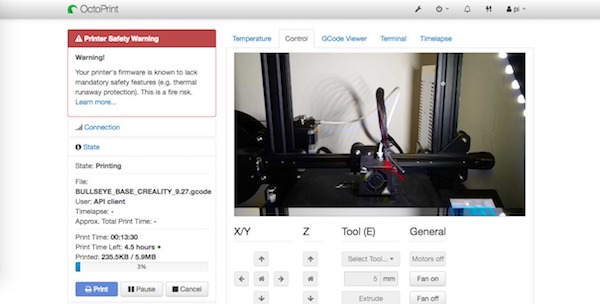 OctoPrint
pi
Printer Safety Warning
Warning!
Your printer's firmware is known to lack
mandatory safety features (e.g. thermal
runaway protection). This is a fire risk.
Learn more...
Connection
State
State: Printing
File:
BULLSEYE_BASE_CREALITY_9.27.gcode
User: API client
Timelapse: -
Approx. Total Print Time: -
Print Time: 00:13:30
Print Time Left: 4.5 hours
Printed: 235.5KB / 5.9MB
3%
Print Pause Cancel
Temperature Control GCode Viewer Terminal Timelapse
X/Y Z Tool (E) General
Select Tool... Motors off
5 mm Fan on
Extrude Fan off